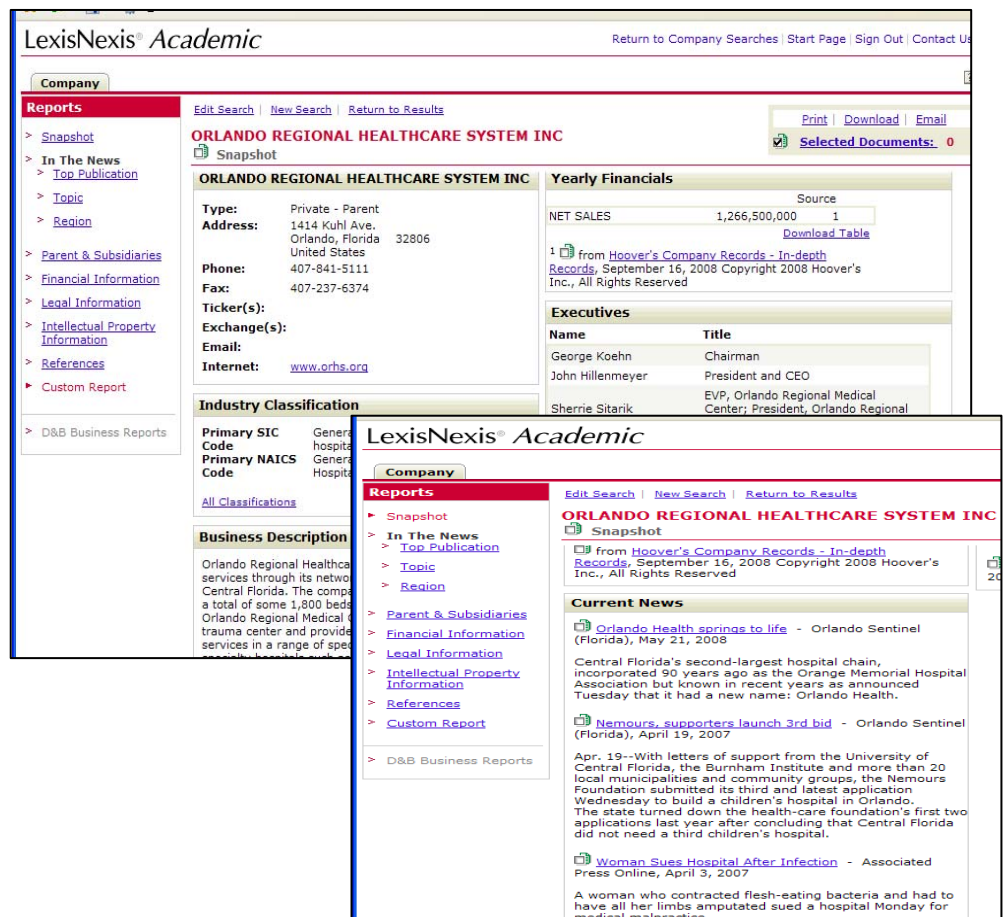 LexisNexis® Academic
Return to Company Searches | Start Page | Sign Out | Contact Us
Company
Reports
> Snapshot
> In The News
> Top Publication
> Topic
> Region
> Parent & Subsidiaries
> Financial Information
> Legal Information
> Intellectual Property
Information
> References
Custom Report
> D&B Business Reports
Edit Search | New Search | Return to Results
ORLANDO REGIONAL HEALTHCARE SYSTEM INC
Snapshot
Print | Download | Email
Selected Documents: 0
ORLANDO REGIONAL HEALTHCARE SYSTEM INC
Type: Private - Parent
Address: 1414 Kuhl Ave.
Orlando, Florida 32806
United States
Phone: 407-841-5111
Fax: 407-237-6374
Ticker(s):
Exchange(s):
Email:
Internet: www.orhs.org
Industry Classification
Primary SIC Genera
Code hospita
Primary NAICS Genera
Code Hospita
All Classifications
Business Description
Orlando Regional Healthca
services through its networ
Central Florida. The compa
a total of some 1,800 beds
Orlando Regional Medical C
trauma center and provide
services in a range of spec
Yearly Financials
Source
NET SALES 1,266,500,000 1
Download Table
1 from Hoover's Company Records - In-depth
Records, September 16, 2008 Copyright 2008 Hoover's
Inc., All Rights Reserved
Executives
Name Title
George Koehn Chairman
John Hillenmeyer President and CEO
EVP, Orlando Regional Medical
Sherrie Sitarik Center; President, Orlando Regional
LexisNexis® Academic
Company
Reports
Snapshot
> In The News
> Top Publication
> Topic
> Region
> Parent & Subsidiaries
> Financial Information
> Legal Information
> Intellectual Property
Information
> References
> Custom Report
> D&B Business Reports
Edit Search | New Search | Return to Results
ORLANDO REGIONAL HEALTHCARE SYSTEM INC
Snapshot
from Hoover's Company Records - In-depth
Records, September 16, 2008 Copyright 2008 Hoover's
Inc., All Rights Reserved
20
Current News
Orlando Health springs to life - Orlando Sentinel
(Florida), May 21, 2008
Central Florida's second-largest hospital chain,
incorporated 90 years ago as the Orange Memorial Hospital
Association but known in recent years as announced
Tuesday that it had a new name: Orlando Health.
Nemours, supporters launch 3rd bid - Orlando Sentinel
(Florida), April 19, 2007
Apr. 19--With letters of support from the University of
Central Florida, the Burnham Institute and more than 20
local municipalities and community groups, the Nemours
Foundation submitted its third and latest application
Wednesday to build a children's hospital in Orlando.
The state turned down the health-care foundation's first two
applications last year after concluding that Central Florida
did not need a third children's hospital.
Woman Sues Hospital After Infection - Associated
Press Online, April 3, 2007
A woman who contracted flesh-eating bacteria and had to
have all her limbs amputated sued a hospital Monday for
medical malpractice